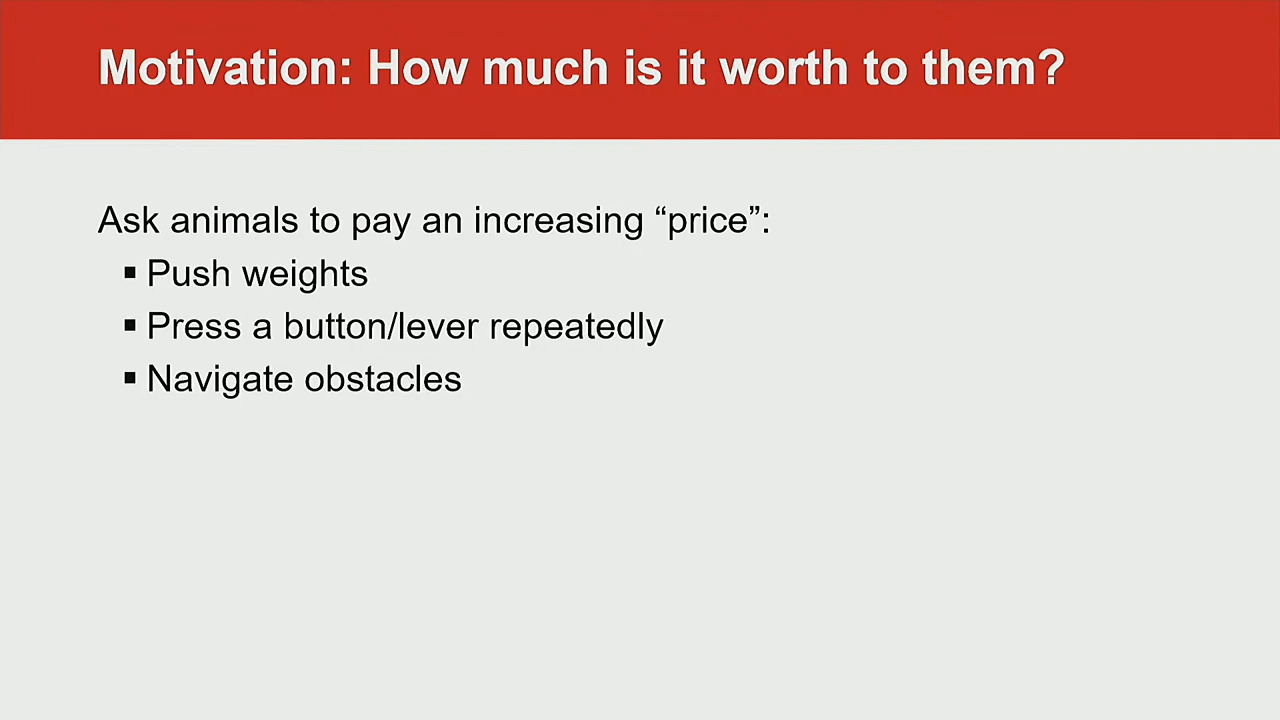 Motivation: How much is it worth to them?
Ask animals to pay an increasing “price”:
▪ Push weights
▪ Press a button/lever repeatedly
▪ Navigate obstacles